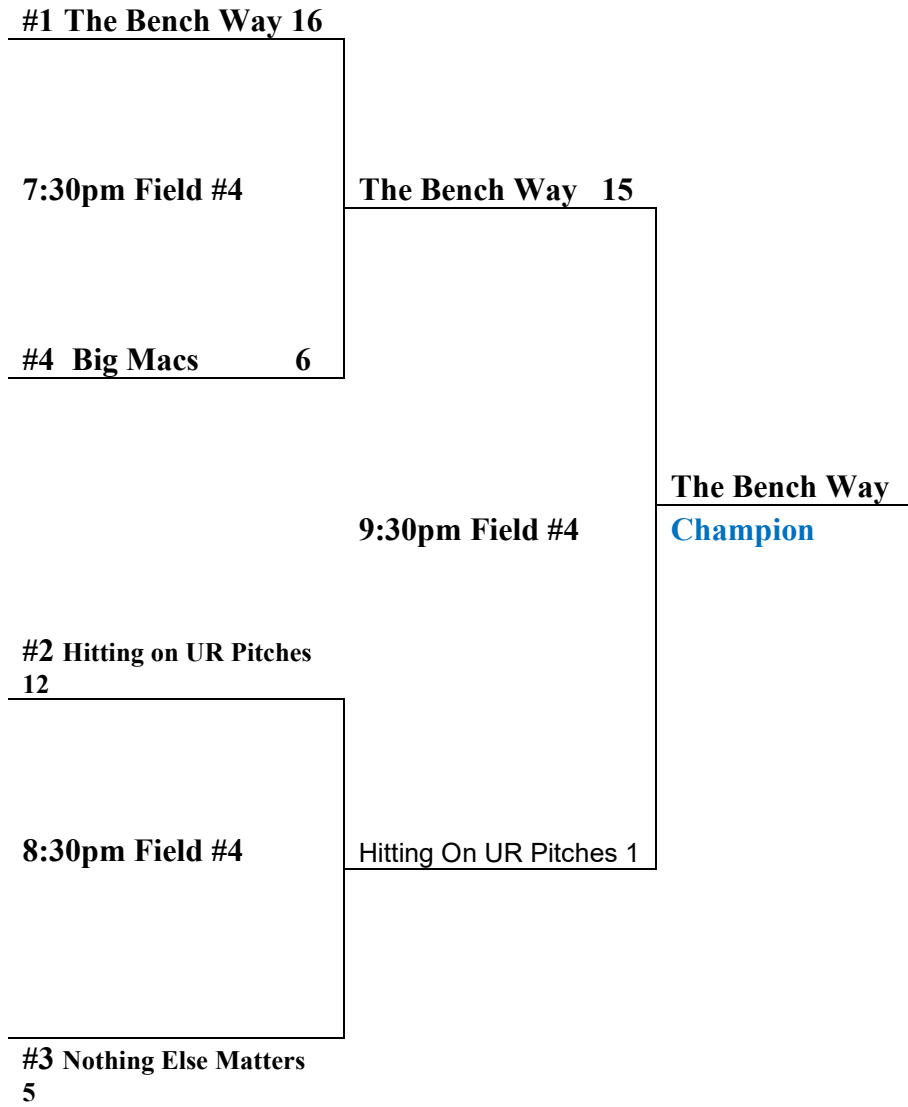 #1 The Bench Way 16
7:30pm Field #4
The Bench Way 15
#4 Big Macs 6
The Bench Way
9:30pm Field #4
Champion
#2 Hitting on UR Pitches
12
8:30pm Field #4
Hitting On UR Pitches 1
#3 Nothing Else Matters
5